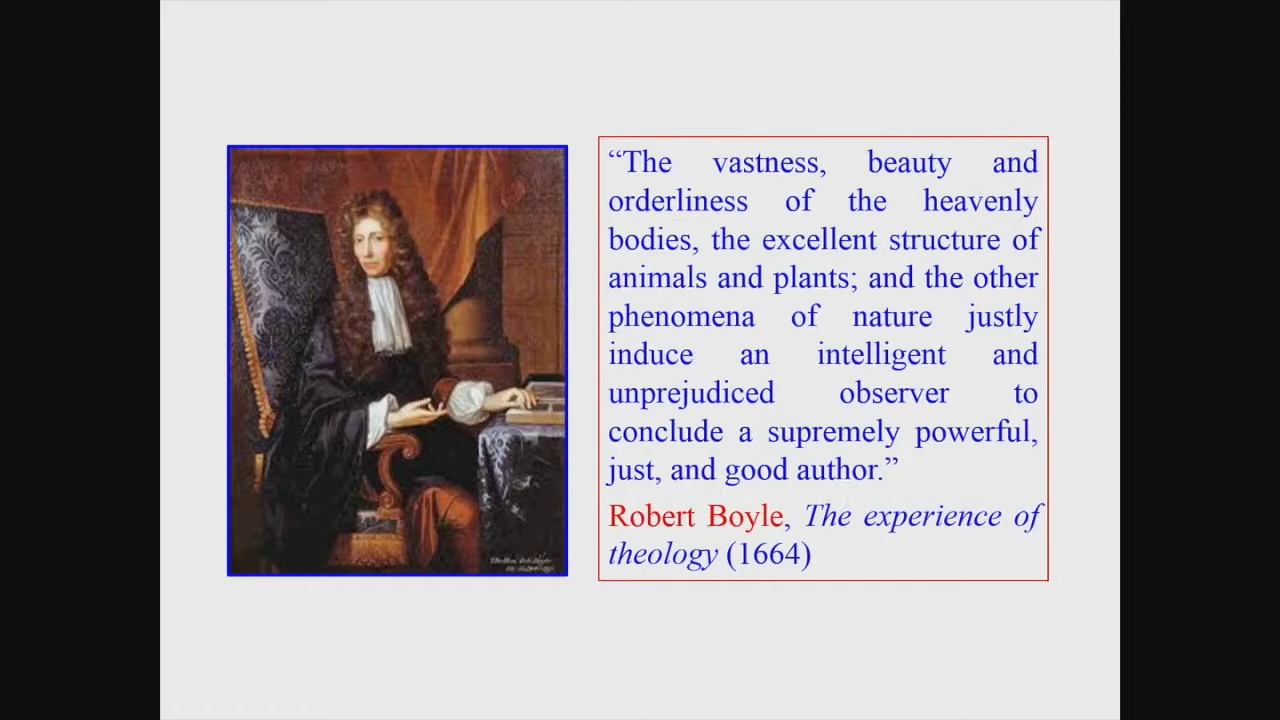 “The vastness, beauty and
orderliness of the heavenly
bodies, the excellent structure of
animals and plants; and the other
phenomena of nature justly
induce an intelligent and
unprejudiced observer to
conclude a supremely powerful,
just, and good author.”
Robert Boyle, The experience of
theology (1664)